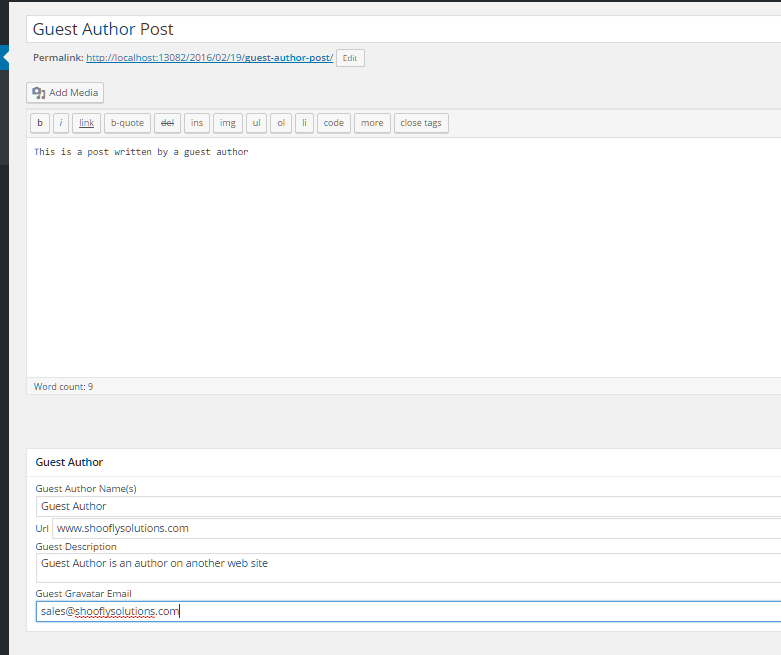 Guest Author Post
Permalink: http://localhost:13082/2016/02/19/guest-author-post/ Edit
Add Media
b i link b-quote del ins img ul ol li code more close tags
This is a post written by a guest author
Word count: 9
Guest Author
Guest Author Name(s)
Guest Author
Url www.shooflysolutions.com
Guest Description
Guest Author is an author on another web site
Guest Gravatar Email
sales@shooflysolutions.com